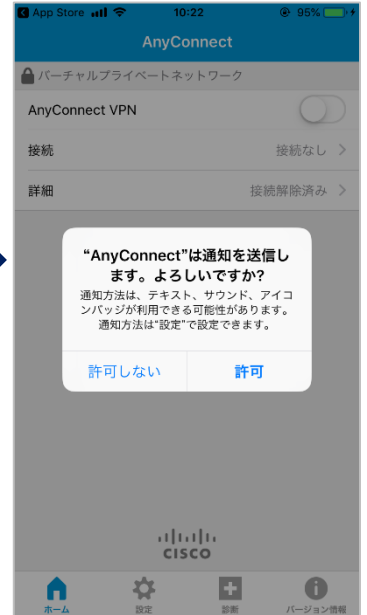 App Store 10:22 95%
AnyConnect
バーチャルプライベートネットワーク
AnyConnect VPN
接続 接続なし
詳細 接続解除済み
“AnyConnect”は通知を送信し
ます。よろしいですか?
通知方法は、テキスト、サウンド、アイコ
ンバッジが利用できる可能性があります。
通知方法は“設定”で設定できます。
許可しない 許可
CISCO
ホーム 設定 診断 バージョン情報